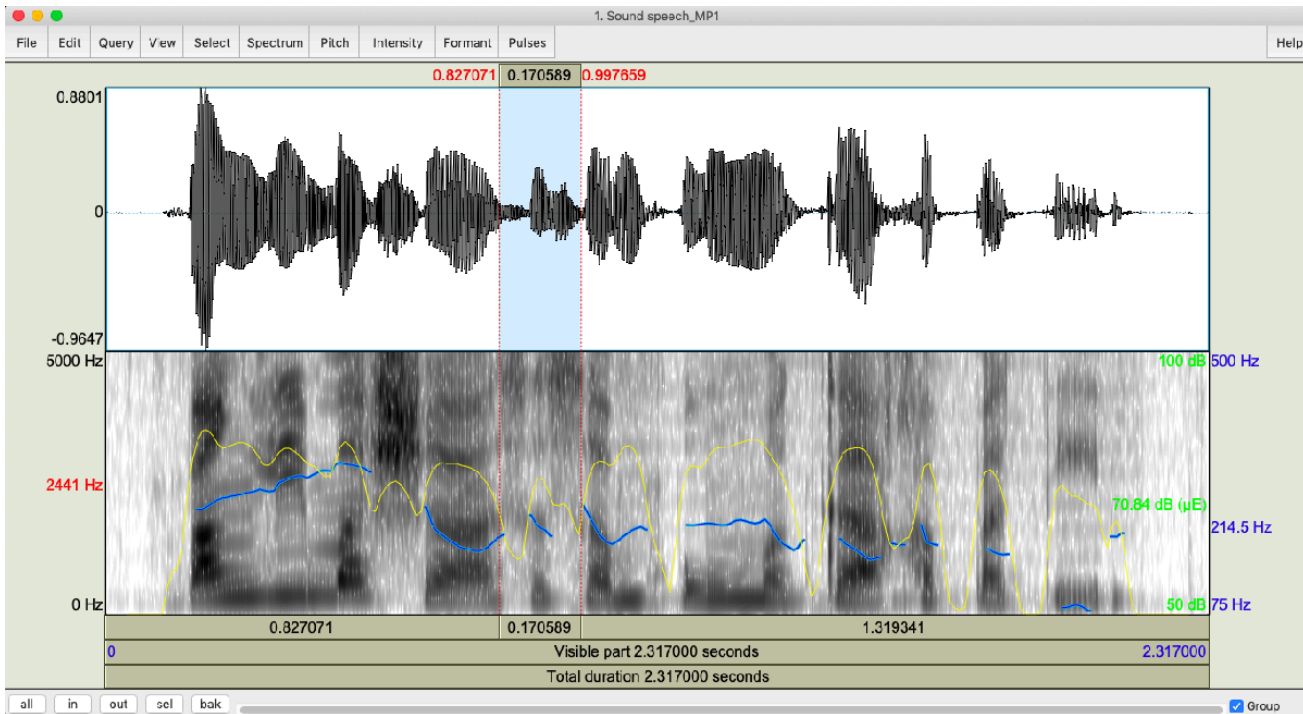 1. Sound speech_MP1
File Edit Query View Select Spectrum Pitch Intensity Formant Pulses Help
0.827071 0.170589 0.997659
0.8801
0
-0.9647
5000 Hz 100 dB 500 Hz
2441 Hz
70.84 dB (µE)
214.5 Hz
0 Hz 50 dB 75 Hz
0.827071 0.170589 1.319341
0 Visible part 2.317000 seconds 2.317000
Total duration 2.317000 seconds
all in out sel bak Group